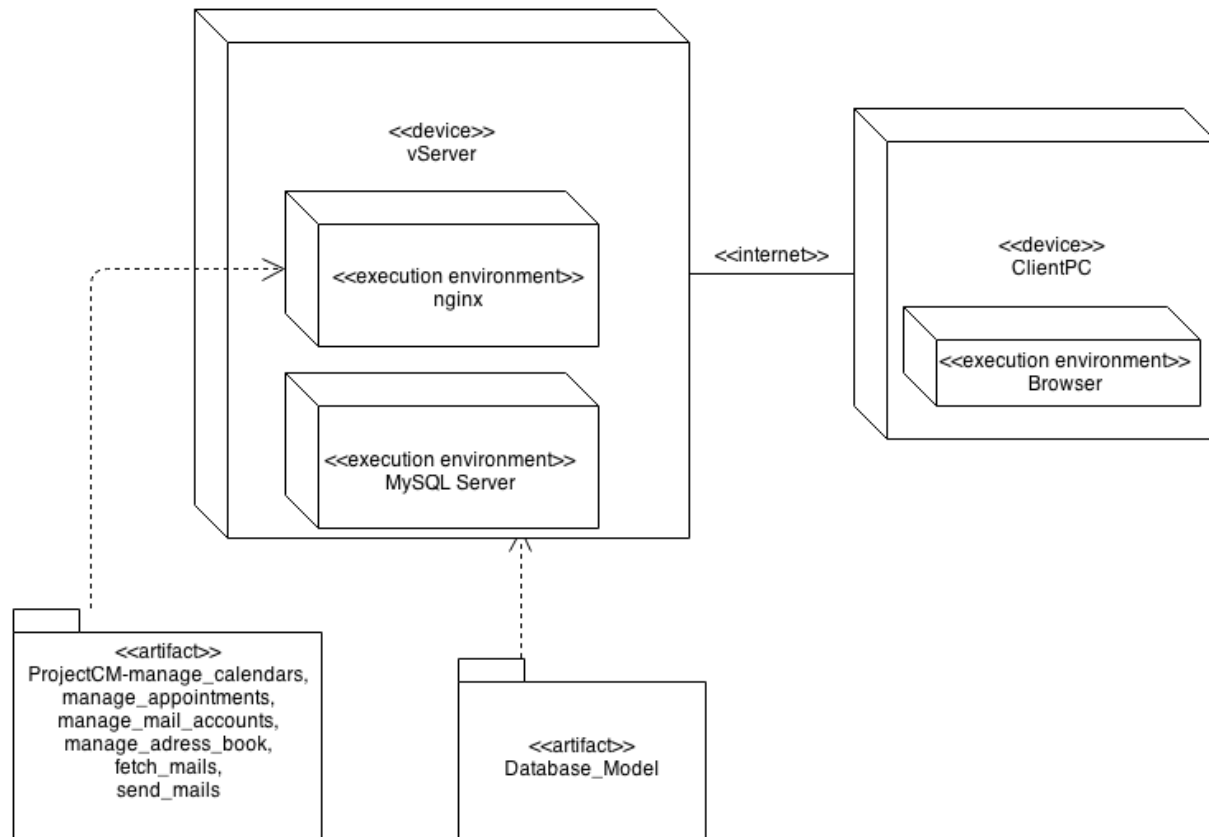 <<device>>
vServer
<<execution environment>>
nginx
<<execution environment>>
MySQL Server
<<internet>>
<<device>>
ClientPC
<<execution environment>>
Browser
<<artifact>>
ProjectCM-manage_calendars,
manage_appointments,
manage_mail_accounts,
manage_adress_book,
fetch_mails,
send_mails
<<artifact>>
Database_Model